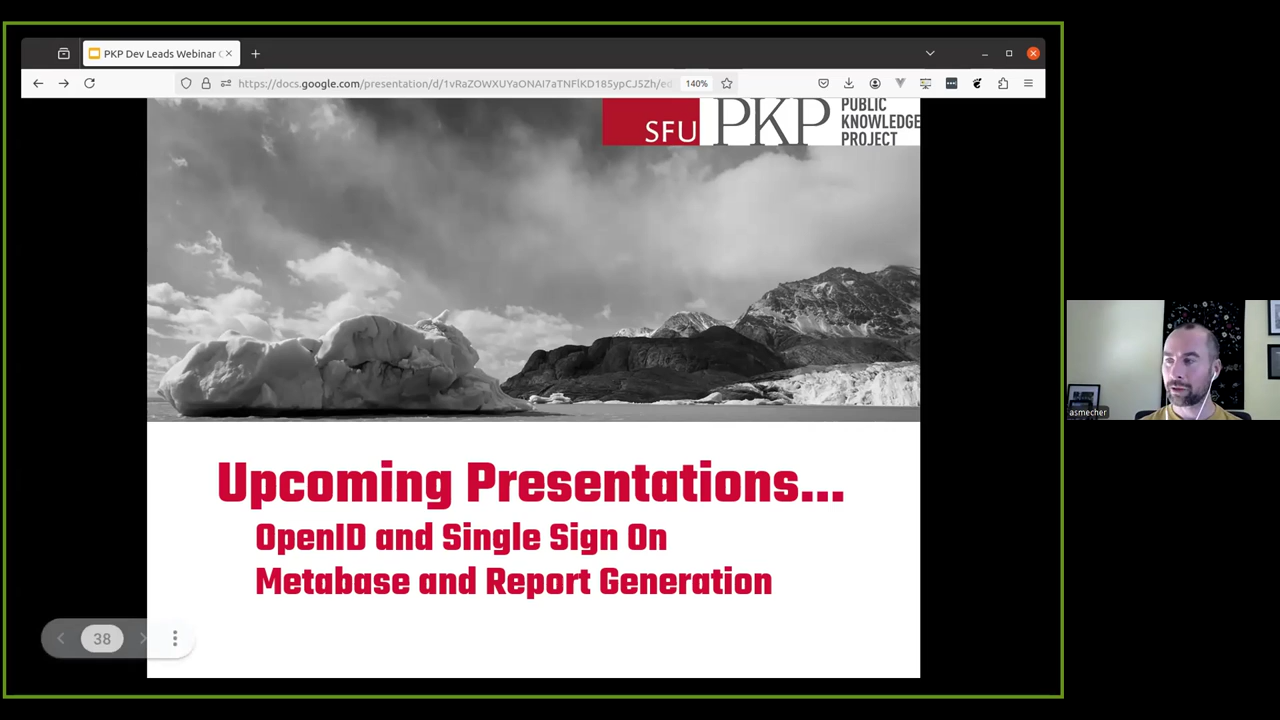 PKP Dev Leads Webinar
https://docs.google.com/presentation/d/1vRaZOWXUYaONAI7aTNFlKD185ypCJ5Zh/ed
140%
SFU PKP PUBLIC
KNOWLEDGE
PROJECT
Upcoming Presentations...
OpenID and Single Sign On
Metabase and Report Generation
38
asmecher